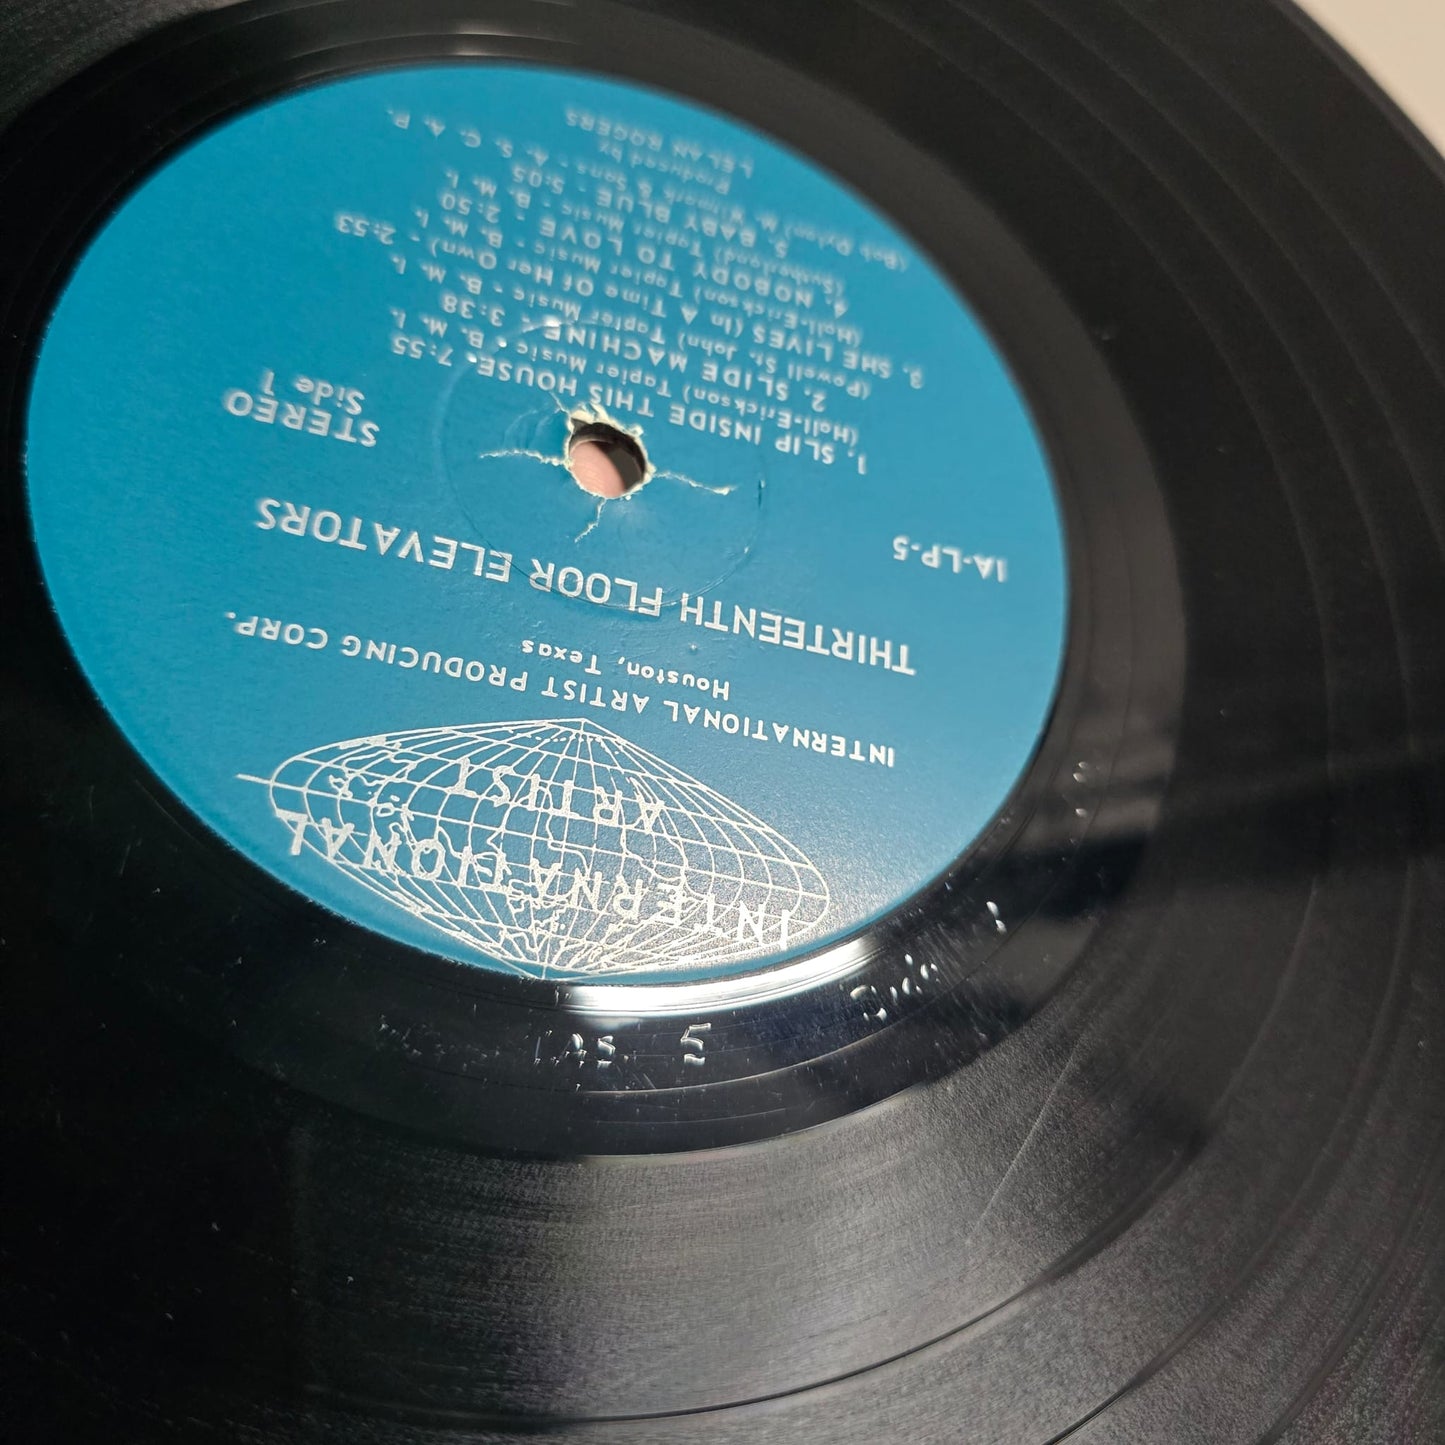 INTERNATIONAL
ARTIST
INTERNATIONAL ARTIST PRODUCING CORP.
Houston, Texas
THIRTEENTH FLOOR ELEVATORS
IA-LP-5
STEREO
Side 1
1. SLIP INSIDE THIS HOUSE - 7:55
(Hall-Erickson) Tapier Music - B. M. I.
2. SLIDE MACHINE - 3:38
(Powell St. John) Tapier Music - B. M. I.
3. SHE LIVES (In A Time Of Her Own) - 2:53
(Hall-Erickson) Tapier Music - B. M. I.
4. NOBODY TO LOVE - 2:50
(Sutherland) Tapier Music - B. M. I.
5. BABY BLUE - 5:05
(Bob Dylan) M. Witmark & Sons - A. S. C. A. P.
Produced by
LELAN ROGERS
5